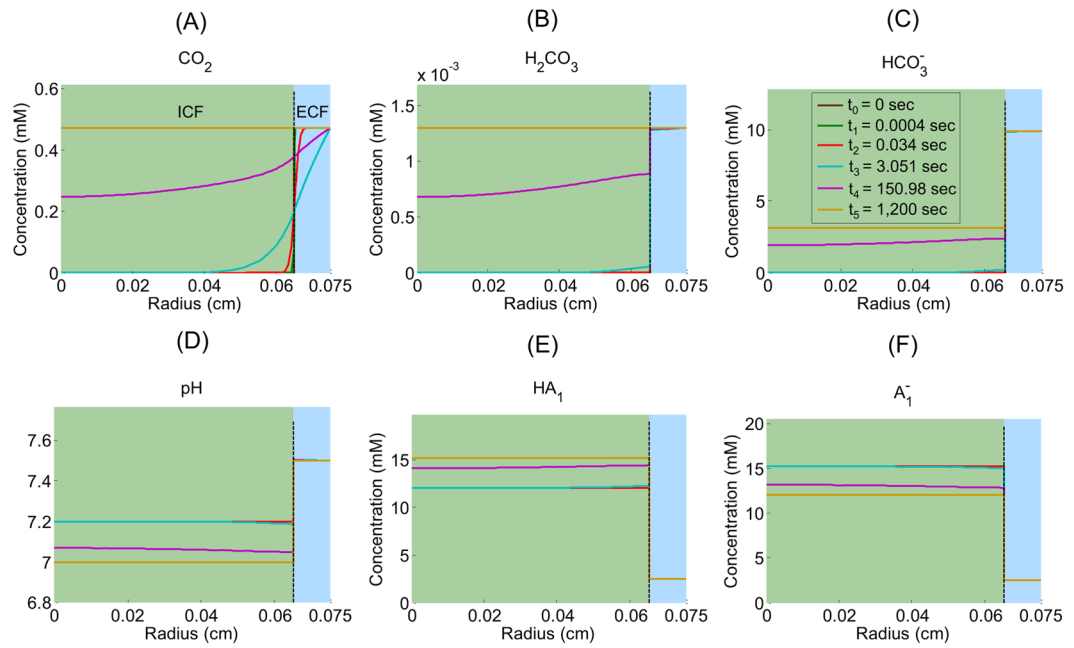 (A)
CO2
Concentration (mM)
0.6
0.4
0.2
0
ICF
ECF
0
0.02
0.04
0.06
0.075
Radius (cm)
(B)
H2CO3
x 10-3
Concentration (mM)
1.5
1.0
0.5
0
0
0.02
0.04
0.06
0.075
Radius (cm)
(C)
HCO3-
Concentration (mM)
10
5
0
t0 = 0 sec
t1 = 0.0004 sec
t2 = 0.034 sec
t3 = 3.051 sec
t4 = 150.98 sec
t5 = 1,200 sec
0
0.02
0.04
0.06
0.075
Radius (cm)
(D)
pH
7.6
7.4
7.2
7
6.8
0
0.02
0.04
0.06
0.075
Radius (cm)
(E)
HA1
Concentration (mM)
15
10
5
0
0
0.02
0.04
0.06
0.075
Radius (cm)
(F)
A1-
Concentration (mM)
20
15
10
5
0
0
0.02
0.04
0.06
0.075
Radius (cm)